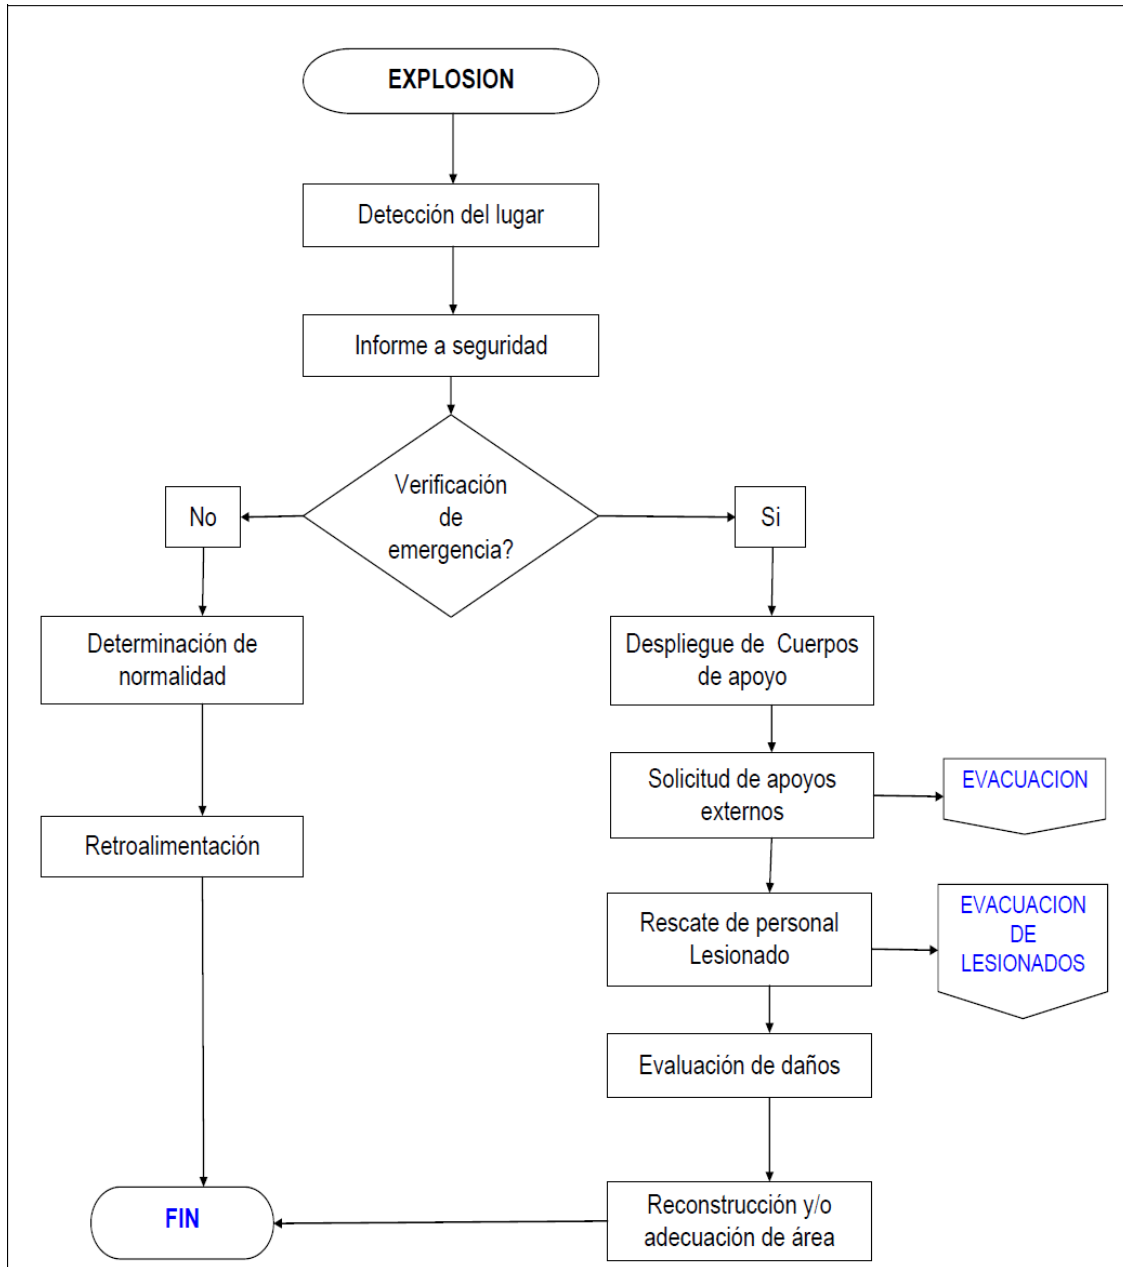 EXPLOSION
Detección del lugar
Informe a seguridad
Verificación
de
emergencia?
No
Si
Determinación de
normalidad
Despliegue de Cuerpos
de apoyo
Solicitud de apoyos
externos
EVACUACION
Retroalimentación
Rescate de personal
Lesionado
EVACUACION
DE
LESIONADOS
Evaluación de daños
Reconstrucción y/o
adecuación de área
FIN